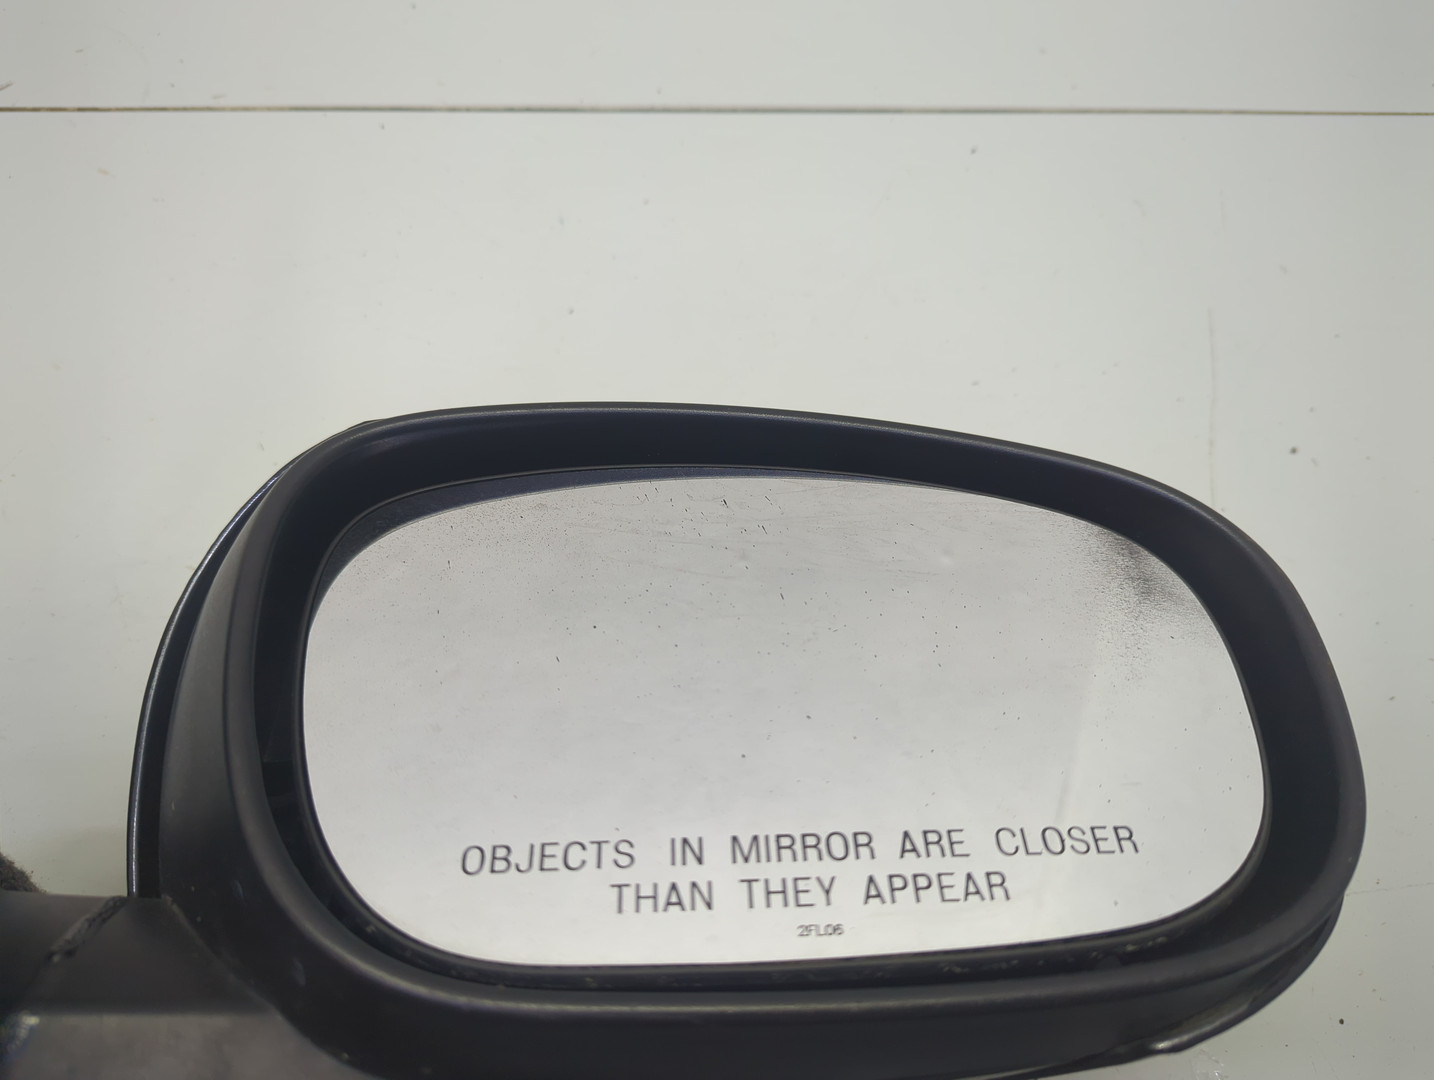 OBJECTS IN MIRROR ARE CLOSER
THAN THEY APPEAR
2FL06